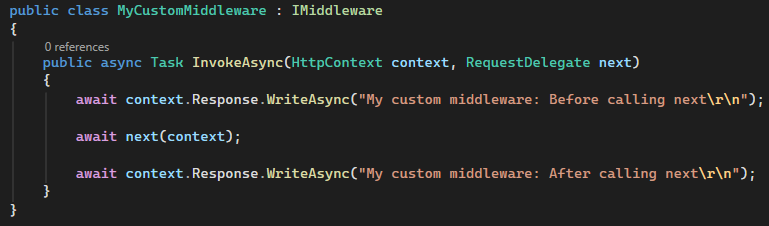 public class MyCustomMiddleware : IMiddleware
{
0 references
public async Task InvokeAsync(HttpContext context, RequestDelegate next)
{
await context.Response.WriteAsync("My custom middleware: Before calling next\r\n");
await next(context);
await context.Response.WriteAsync("My custom middleware: After calling next\r\n");
}
}